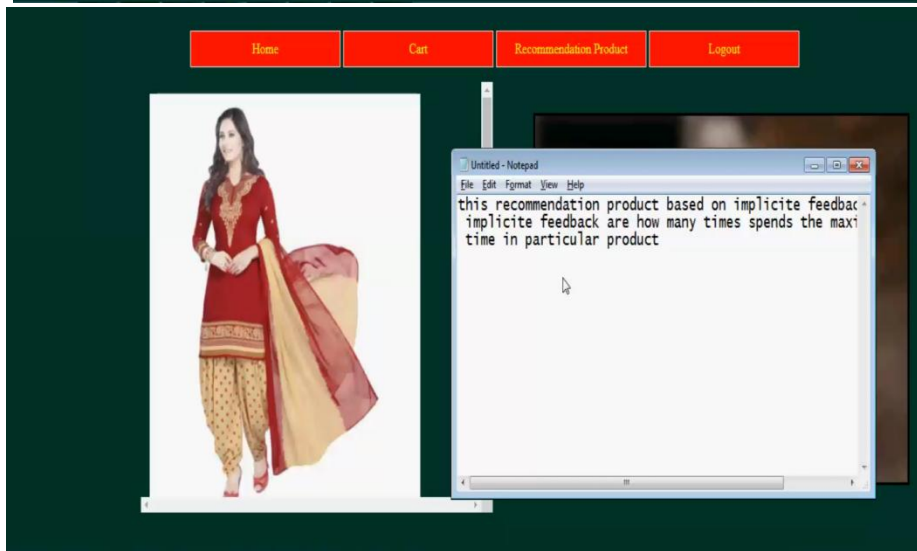 Home Cart Recommendation Product Logout
Untitled - Notepad
File Edit Format View Help
this recommendation product based on implicite feedbac
implicite feedback are how many times spends the maxi
time in particular product